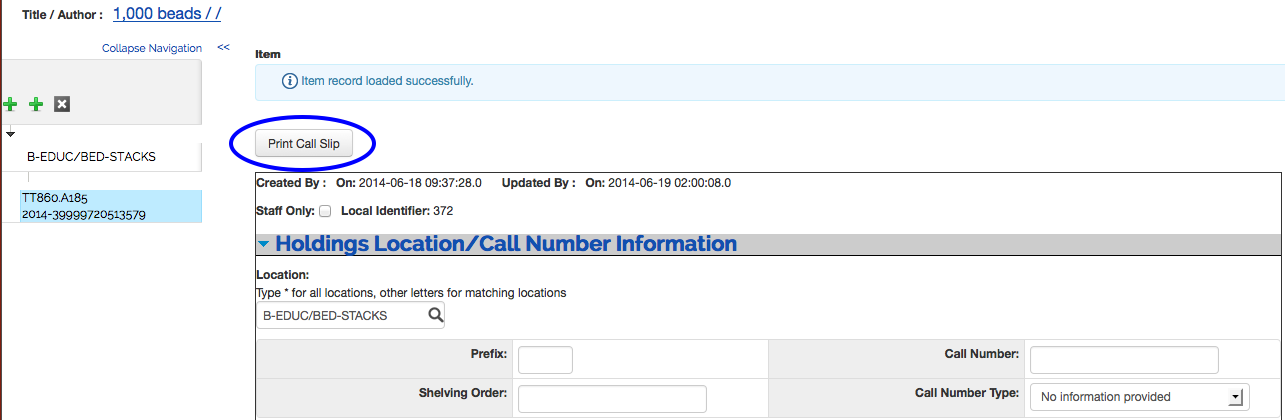 Title / Author : 1,000 beads / /
Collapse Navigation <<
Item
Item record loaded successfully.
Print Call Slip
B-EDUC/BED-STACKS
TT860.A185
2014-39999720513579
Created By : On: 2014-06-18 09:37:28.0 Updated By : On: 2014-06-19 02:00:08.0
Staff Only: Local Identifier: 372
Holdings Location/Call Number Information
Location:
Type * for all locations, other letters for matching locations
B-EDUC/BED-STACKS
Prefix: Call Number:
Shelving Order: Call Number Type: No information provided